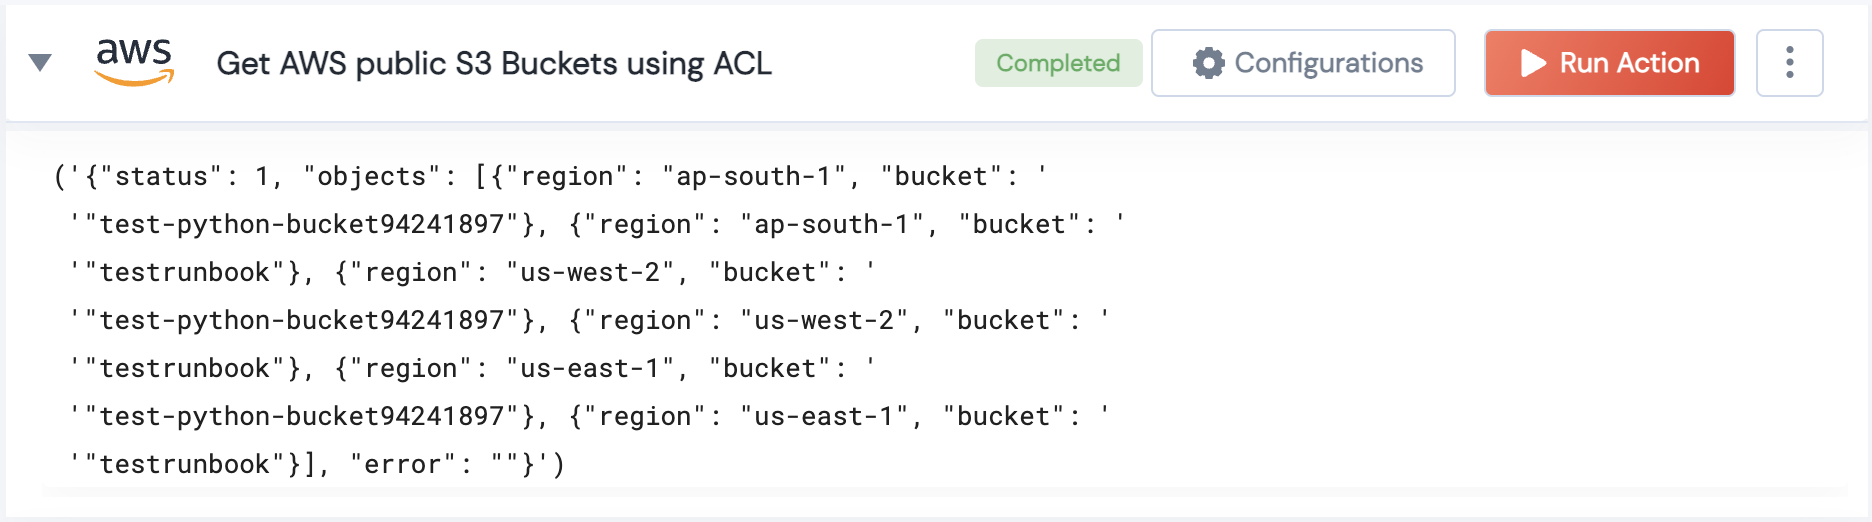 aws
Get AWS public S3 Buckets using ACL
Completed
Configurations
Run Action
('{"status": 1, "objects": [{"region": "ap-south-1", "bucket": '
'"test-python-bucket94241897"}, {"region": "ap-south-1", "bucket": '
'"testrunbook"}, {"region": "us-west-2", "bucket": '
'"test-python-bucket94241897"}, {"region": "us-west-2", "bucket": '
'"testrunbook"}, {"region": "us-east-1", "bucket": '
'"test-python-bucket94241897"}, {"region": "us-east-1", "bucket": '
'"testrunbook"}], "error": ""}')